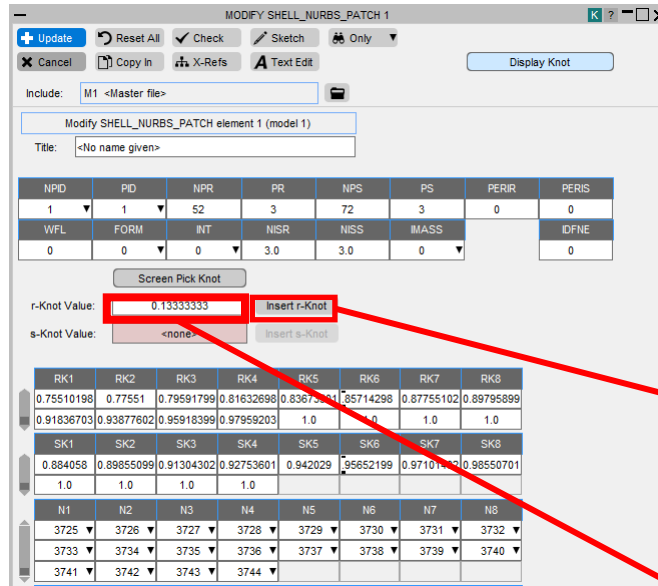 MODIFY SHELL_NURBS_PATCH 1 K ?
Update Reset All Check Sketch Only
Cancel Copy In X-Refs Text Edit Display Knot
Include: M1 <Master file>
Modify SHELL_NURBS_PATCH element 1 (model 1)
Title: <No name given>
NPID PID NPR PR NPS PS PERIR PERIS
1 1 52 3 72 3 0 0
WFL FORM INT NISR NISS IMASS IDFNE
0 0 0 3.0 3.0 0 0
Screen Pick Knot
r-Knot Value: 0.13333333 Insert r-Knot
s-Knot Value: <none> Insert s-Knot
RK1 RK2 RK3 RK4 RK5 RK6 RK7 RK8
0.75510198 0.77551 0.79591799 0.81632698 .85714298 0.87755102 0.89795899
0.91836703 0.93877602 0.95918399 0.97959203 1.0 1.0 1.0 1.0
SK1 SK2 SK3 SK4 SK5 SK6 SK7 SK8
0.884058 0.89855099 0.91304302 0.92753601 0.942029 .95652199 0.98550701
1.0 1.0 1.0 1.0
N1 N2 N3 N4 N5 N6 N7 N8
3725 3726 3727 3728 3729 3730 3731 3732
3733 3734 3735 3736 3737 3738 3739 3740
3741 3742 3743 3744